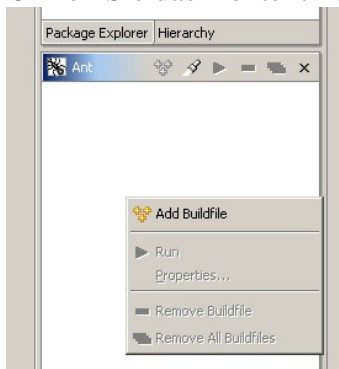 Package Explorer Hierarchy
Ant
Add Buildfile
Run
Properties...
Remove Buildfile
Remove All Buildfiles